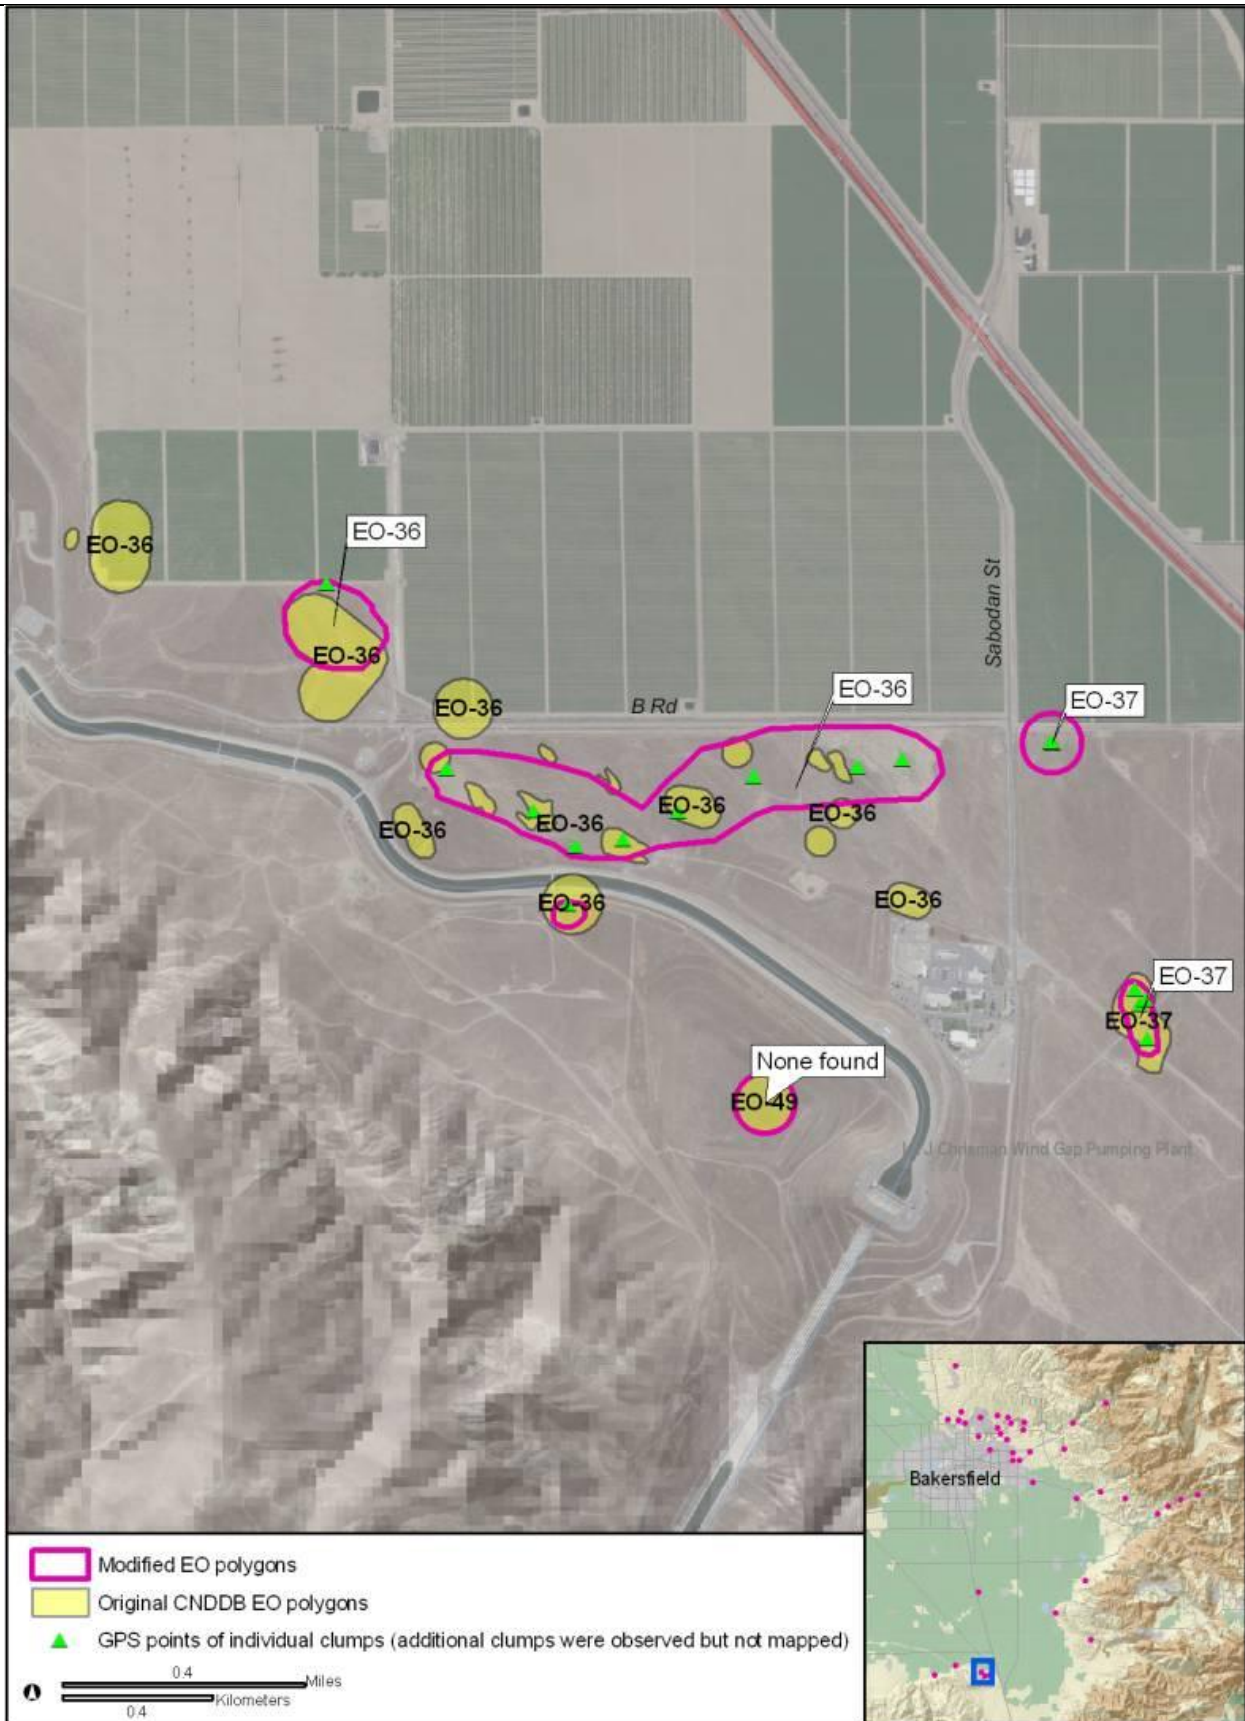 EO-36
EO-36
EO-36
Sabodan St
EO-36
EO-36
EO-37
B Rd
EO-36
EO-36
EO-36
EO-36
EO-36
EO-36
EO-36
EO-37
EO-37
None found
EO-49
J Chrisman Wind Gap Pumping Plant
Bakersfield
Modified EO polygons
Original CNDDB EO polygons
GPS points of individual clumps (additional clumps were observed but not mapped)
0.4
Miles
Kilometers
0.4